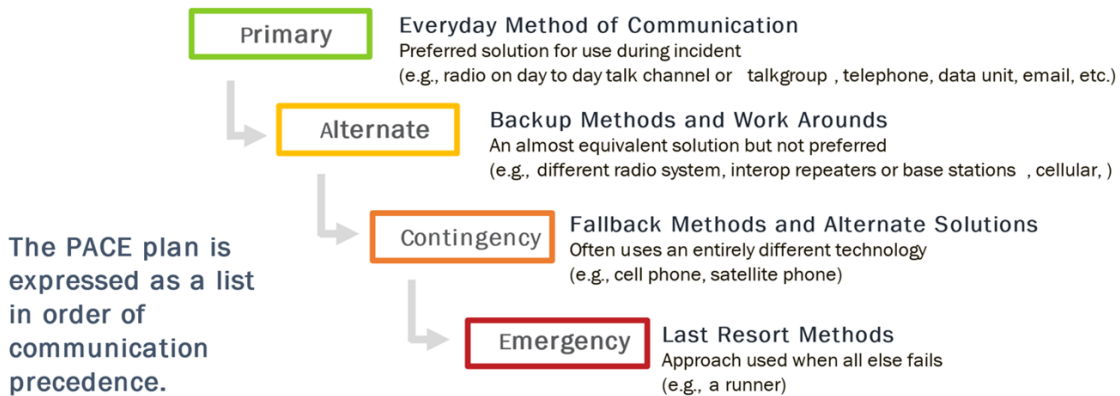 Primary
Everyday Method of Communication
Preferred solution for use during incident
(e.g., radio on day to day talk channel or talkgroup , telephone, data unit, email, etc.)
Alternate
Backup Methods and Work Arounds
An almost equivalent solution but not preferred
(e.g., different radio system, interop repeaters or base stations , cellular, )
Contingency
Fallback Methods and Alternate Solutions
Often uses an entirely different technology
(e.g., cell phone, satellite phone)
Emergency
Last Resort Methods
Approach used when all else fails
(e.g., a runner)
The PACE plan is
expressed as a list
in order of
communication
precedence.